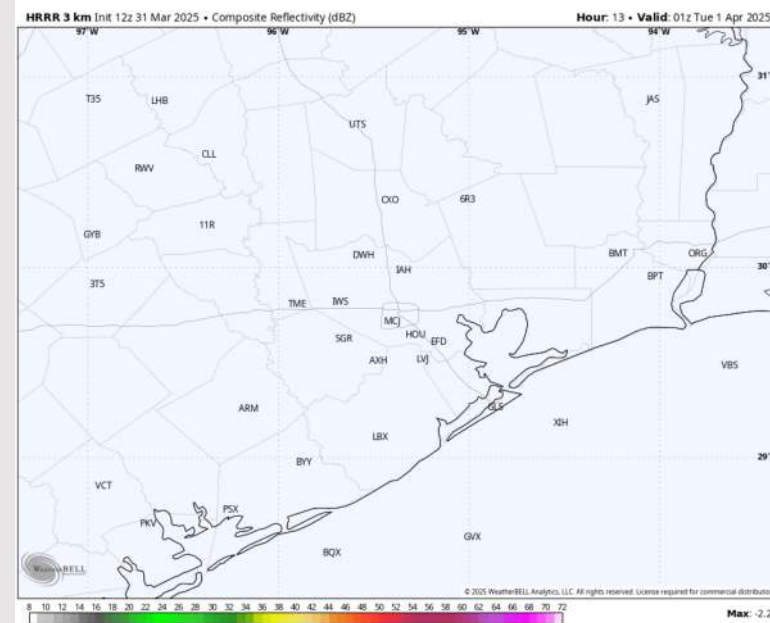 HRRR 3 km Init 12z 31 Mar 2025 • Composite Reflectivity (dBZ) Hour: 13 • Valid: 01z Tue 1 Apr 2025
97°W 96°W 95°W 94°W
31°
T35 LHB JAS
UTS
CLL
RWV
CXO 6R3
11R
GYB
DWH BMT ORG
IAH 30°
3T5 BPT
TME IWS
MCJ
SGR HOU EFD
AXH LVJ VBS
ARM GLS
XIH
LBX
BYY 29°
VCT
PSX
PKV
GVX
BQX
WeatherBELL
© 2025 WeatherBELL Analytics, LLC. All rights reserved. License required for commercial distributio
8 10 12 14 16 18 20 22 24 26 28 30 32 34 36 38 40 42 44 46 48 50 52 54 56 58 60 62 64 66 68 70 72
Max: -2.2